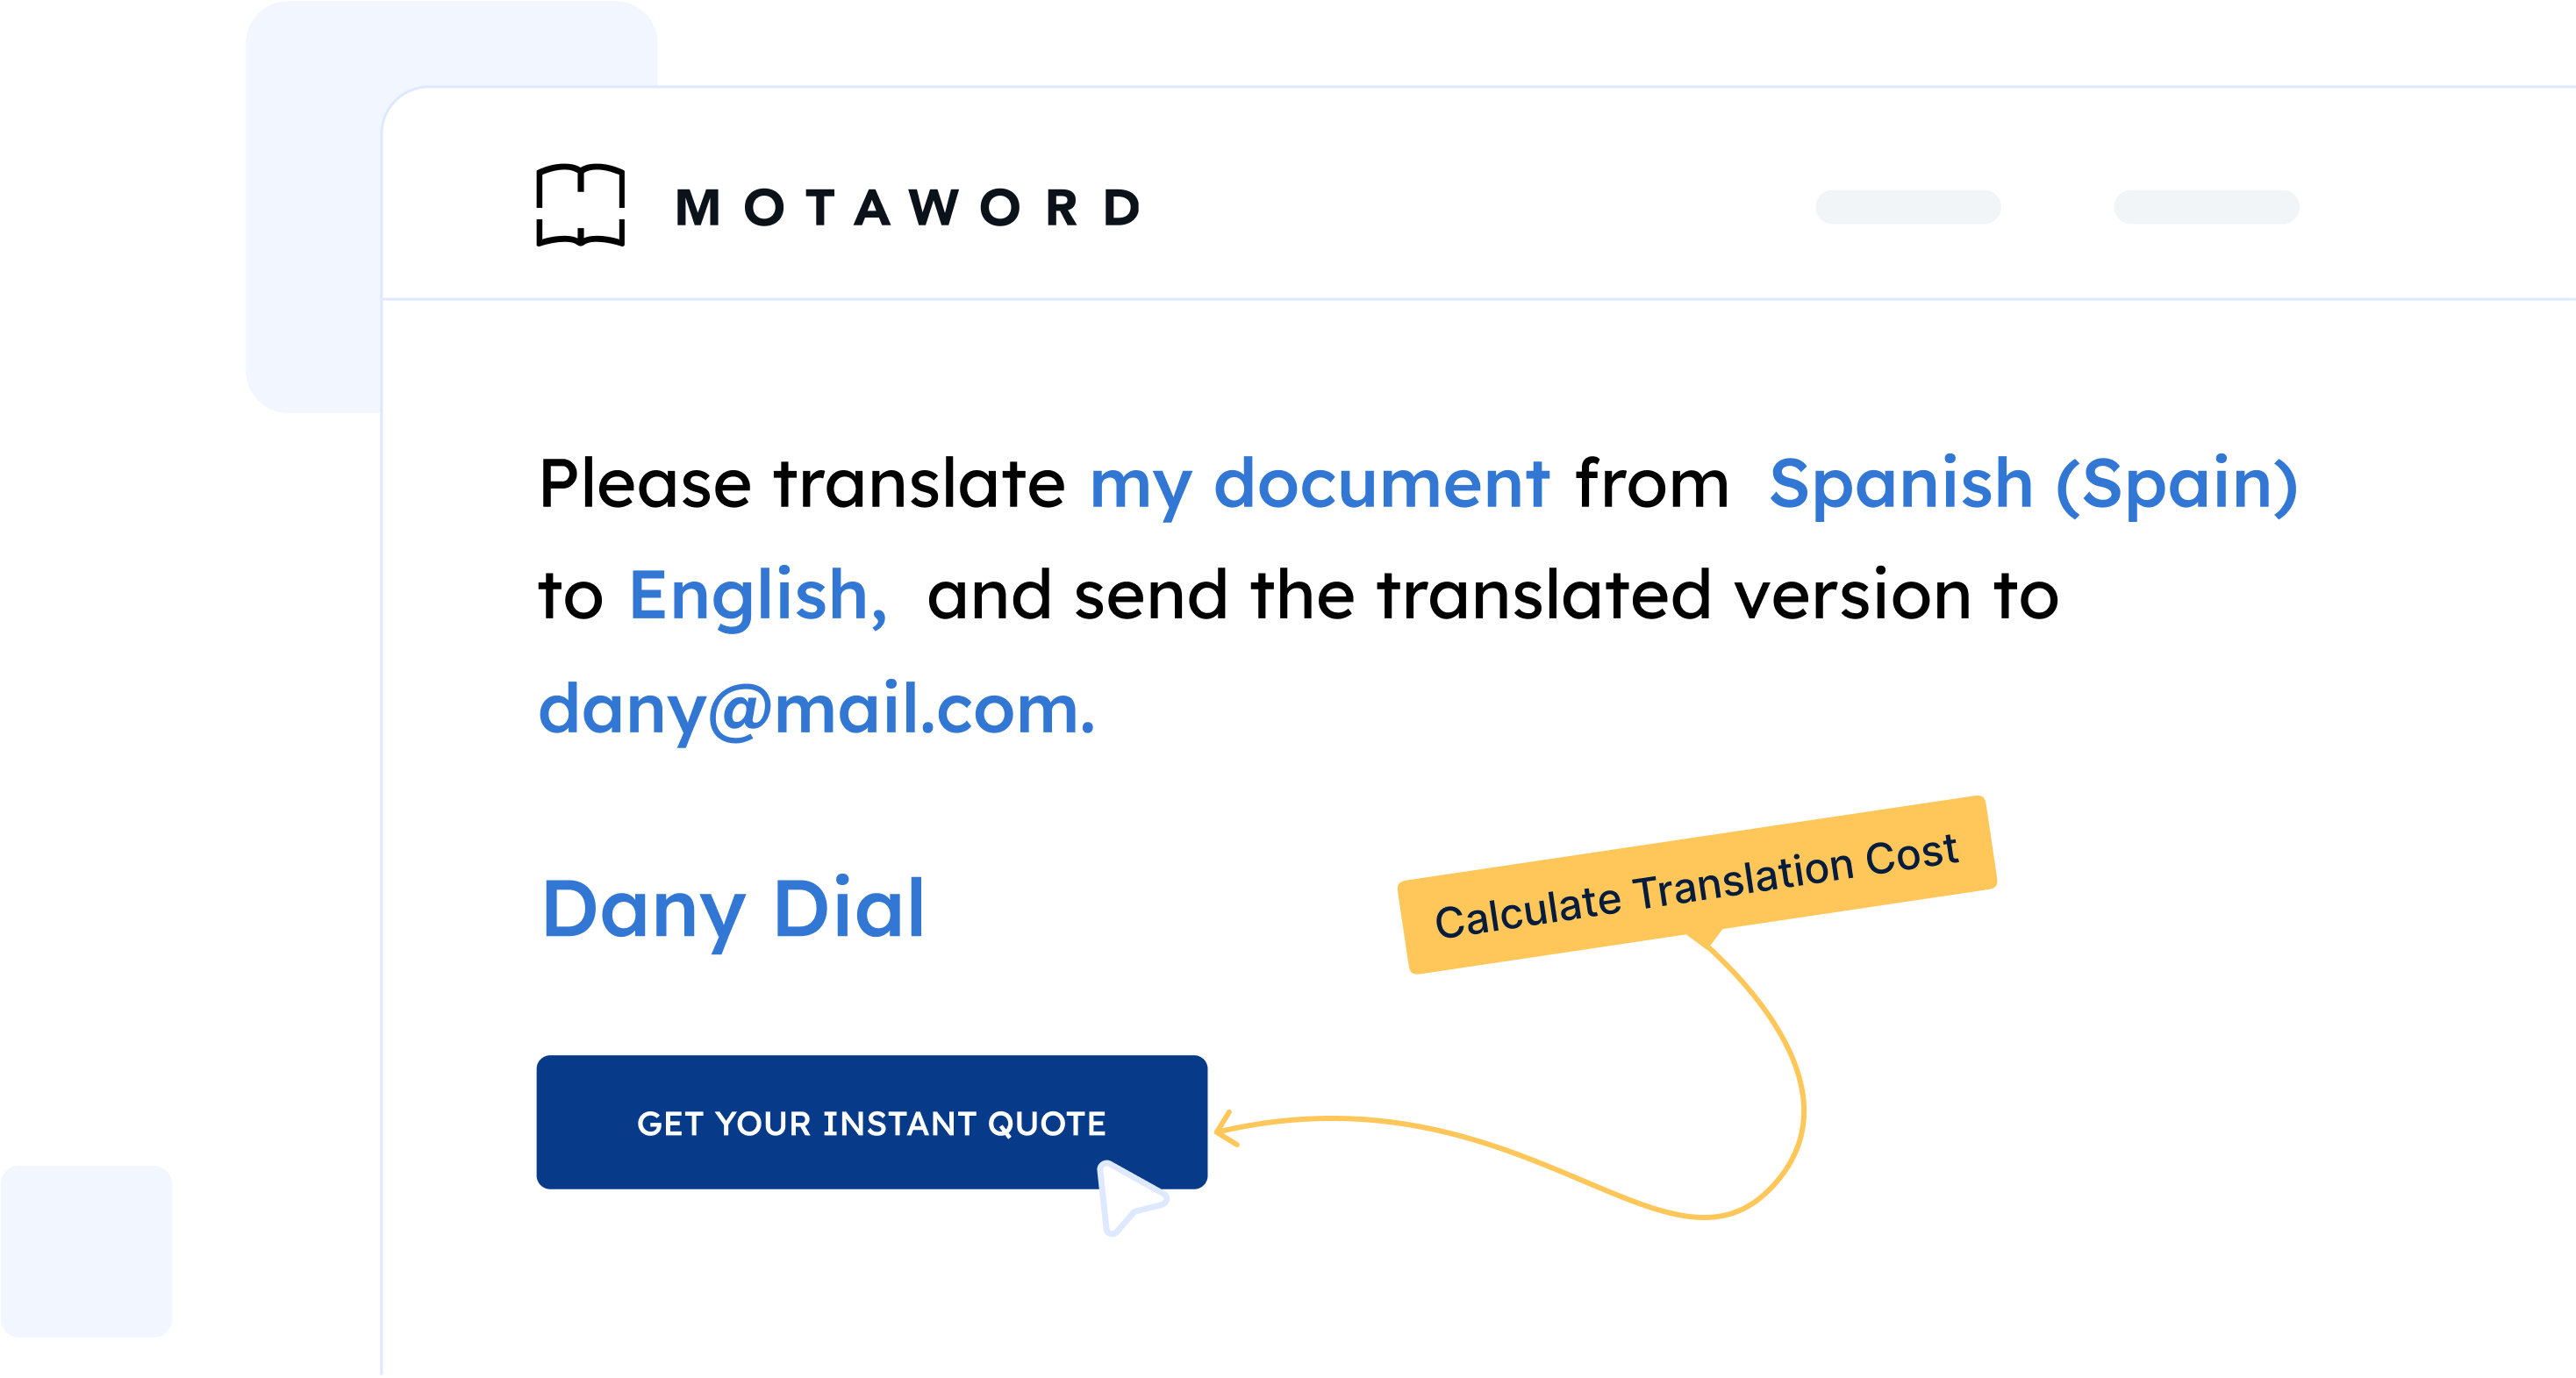 MOTAWORD
Please translate my document from Spanish (Spain)
to English, and send the translated version to
dany@mail.com.
Dany Dial
Calculate Translation Cost
GET YOUR INSTANT QUOTE